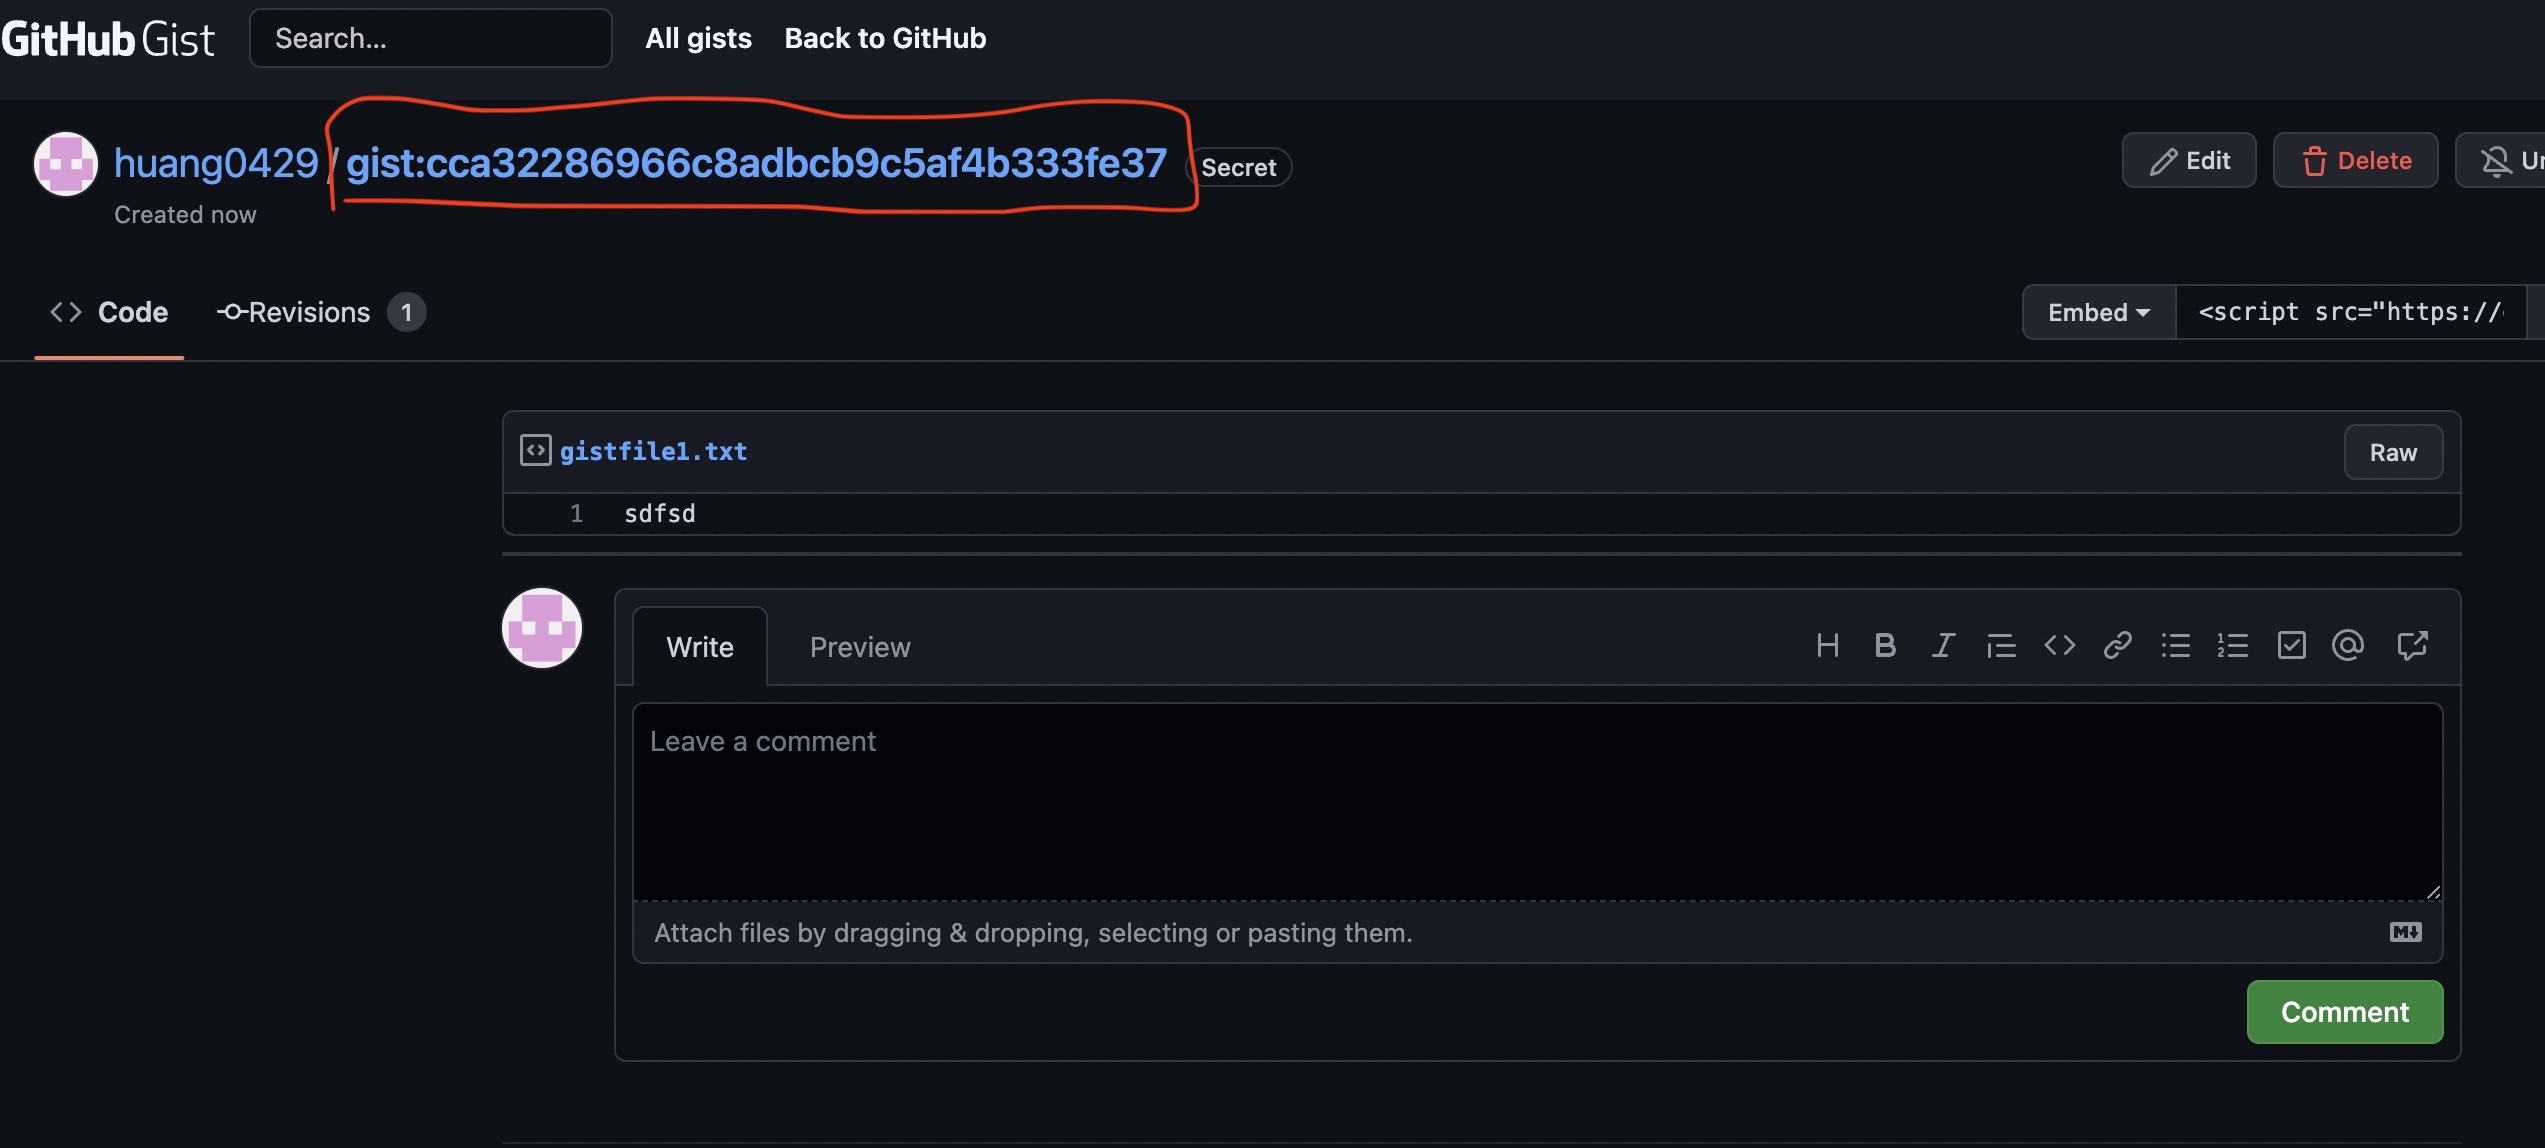 GitHub Gist Search... All gists Back to GitHub
huang0429 / gist:cca32286966c8adbcb9c5af4b333fe37 Secret Edit Delete Un
Created now
Code Revisions 1 Embed <script src="https://
gistfile1.txt Raw
1 sdfsd
Write Preview
Leave a comment
Attach files by dragging & dropping, selecting or pasting them.
Comment